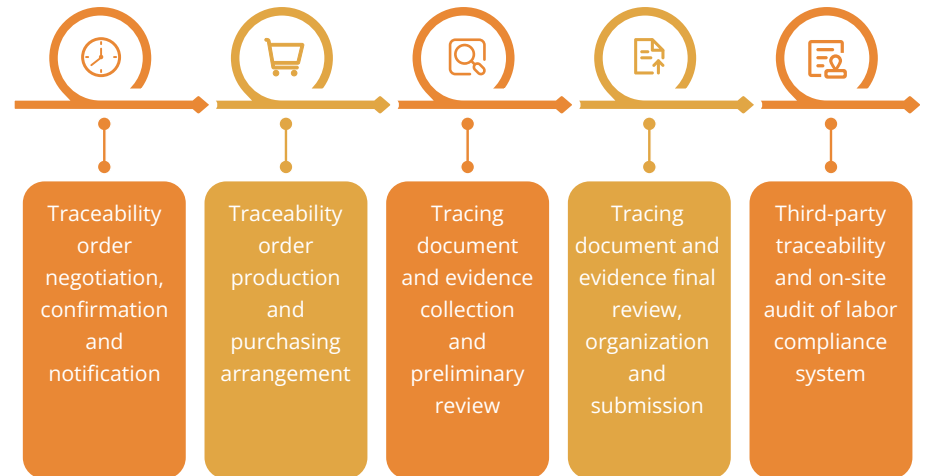 Traceability
order
negotiation,
confirmation
and
notification
Traceability
order
production
and
purchasing
arrangement
Tracing
document
and evidence
collection
and
preliminary
review
Tracing
document and
evidence final
review,
organization
and
submission
Third-party
traceability
and on-site
audit of labor
compliance
system